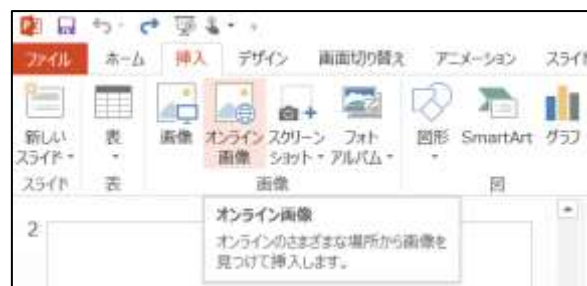 ファイル ホーム 挿入 デザイン 画面切り替え アニメーション スライ
新しい 表 画像 オンライン スクリーン フォト 図形 SmartArt グラフ
スライド 画像 ショット アルバム
スライド 表 画像 図
オンライン画像
オンラインのさまざまな場所から画像を
見つけて挿入します。
2